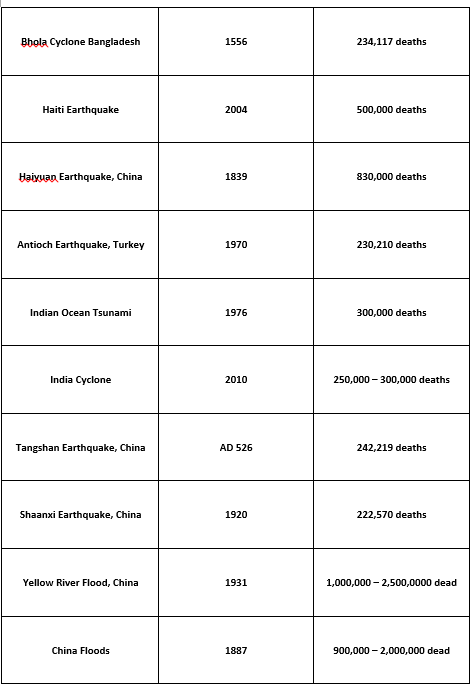 Bhola Cyclone Bangladesh 1556 234,117 deaths
Haiti Earthquake 2004 500,000 deaths
Haiyuan Earthquake, China 1839 830,000 deaths
Antioch Earthquake, Turkey 1970 230,210 deaths
Indian Ocean Tsunami 1976 300,000 deaths
India Cyclone 2010 250,000 – 300,000 deaths
Tangshan Earthquake, China AD 526 242,219 deaths
Shaanxi Earthquake, China 1920 222,570 deaths
Yellow River Flood, China 1931 1,000,000 – 2,500,0000 dead
China Floods 1887 900,000 – 2,000,000 dead